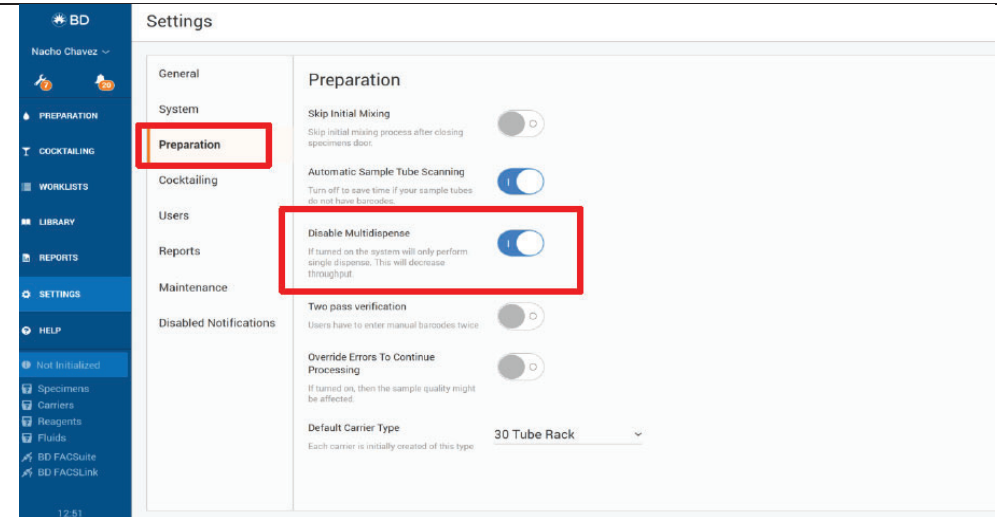 BD
Nacho Chavez
7
20
PREPARATION
COCKTAILING
WORKLISTS
LIBRARY
REPORTS
SETTINGS
HELP
Not Initialized
Specimens
Carriers
Reagents
Fluids
BD FACSuite
BD FACSLink
12:51
Settings
General
System
Preparation
Cocktailing
Users
Reports
Maintenance
Disabled Notifications
Preparation
Skip Initial Mixing
Skip initial mixing process after closing
specimens door.
Automatic Sample Tube Scanning
Turn off to save time if your sample tubes
do not have barcodes.
Disable Multidispense
If turned on the system will only perform
single dispense. This will decrease
throughput.
Two pass verification
Users have to enter manual barcodes twice
Override Errors To Continue
Processing
If turned on, then the sample quality might
be affected.
Default Carrier Type
Each carrier is initially created of this type
30 Tube Rack